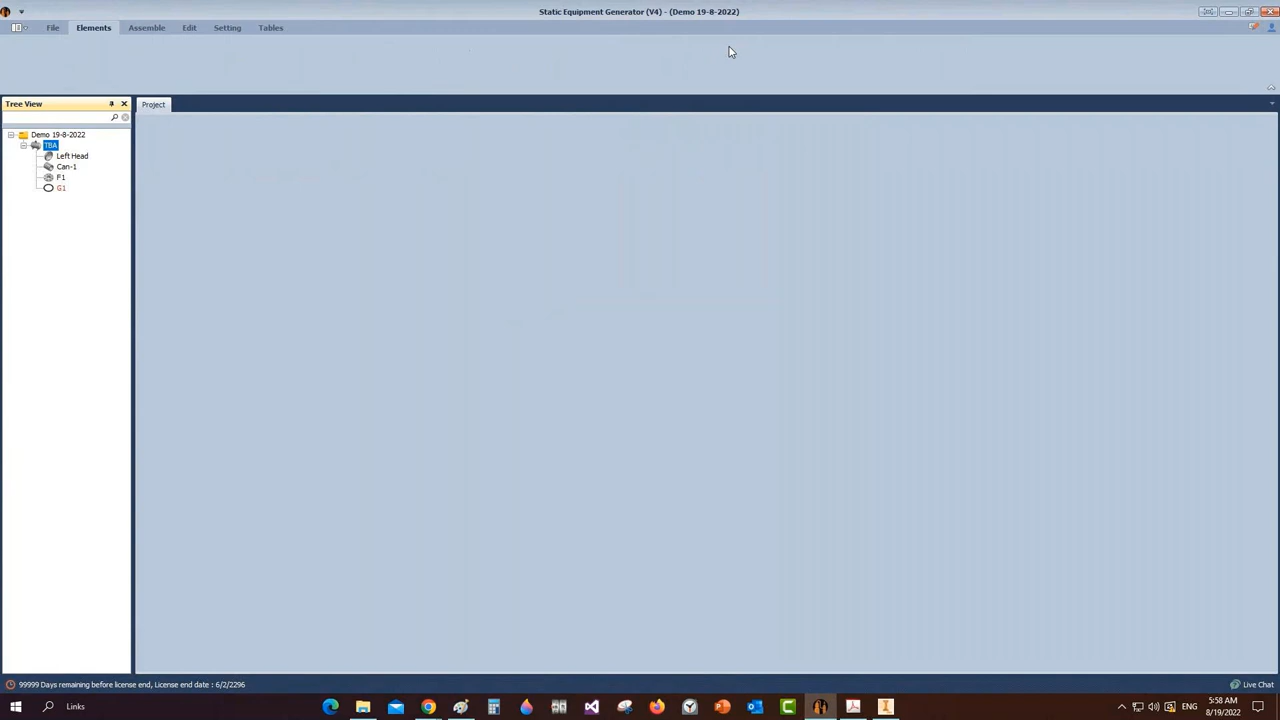 Static Equipment Generator (V4) - (Demo 19-8-2022)
File Elements Assemble Edit Setting Tables
Tree View
Project
Demo 19-8-2022
TBA
Left Head
Can-1
F1
G1
99999 Days remaining before license end, License end date : 6/2/2296
Live Chat
Links
ENG
5:58 AM
8/19/2022